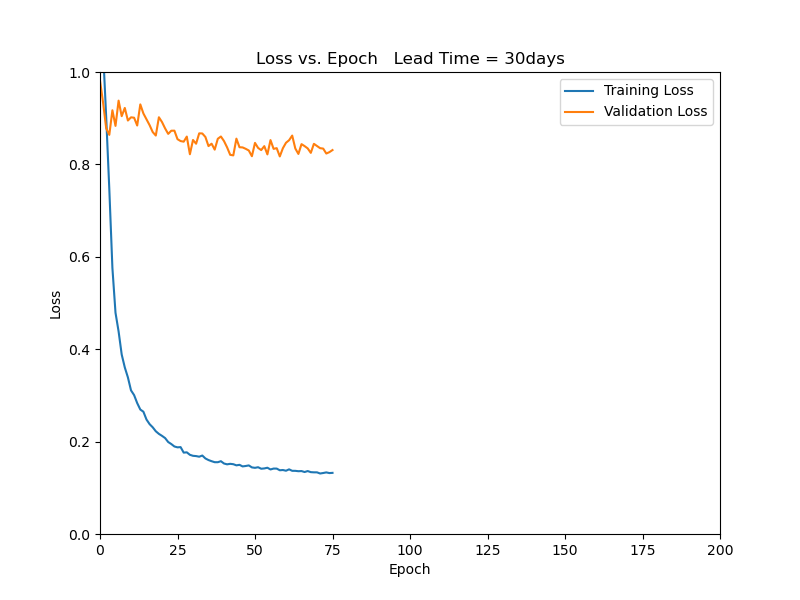 Loss vs. Epoch   Lead Time = 30days
Training Loss
Validation Loss
1.0
0.8
0.6
0.4
0.2
0.0
Loss
0 25 50 75 100 125 150 175 200
Epoch